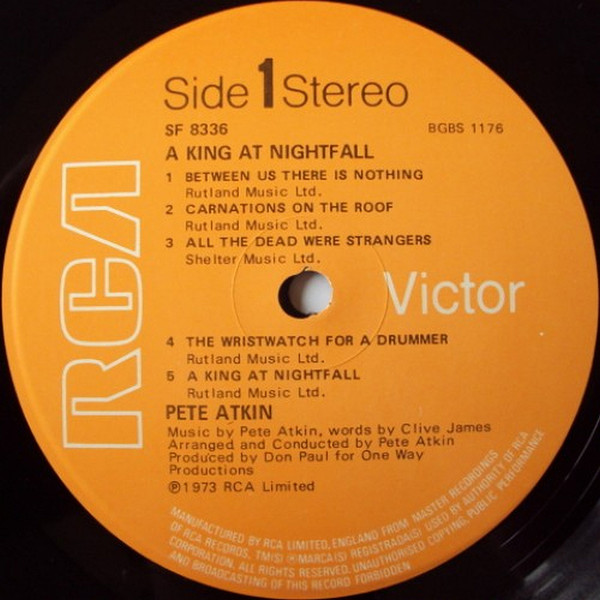 Side 1 Stereo
SF 8336
BGBS 1176
A KING AT NIGHTFALL
1 BETWEEN US THERE IS NOTHING
Rutland Music Ltd.
2 CARNATIONS ON THE ROOF
Rutland Music Ltd.
3 ALL THE DEAD WERE STRANGERS
Shelter Music Ltd.
RCA
Victor
4 THE WRISTWATCH FOR A DRUMMER
Rutland Music Ltd.
5 A KING AT NIGHTFALL
Rutland Music Ltd.
PETE ATKIN
Music by Pete Atkin, words by Clive James
Arranged and Conducted by Pete Atkin
Produced by Don Paul for One Way
Productions
℗1973 RCA Limited
MANUFACTURED BY RCA LIMITED, ENGLAND FROM MASTER RECORDINGS
OF RCA RECORDS. TM(S) ® MARCA(S) REGISTRADA(S) USED BY AUTHORITY OF RCA
CORPORATION. ALL RIGHTS RESERVED. UNAUTHORISED COPYING, PUBLIC PERFORMANCE
AND BROADCASTING OF THIS RECORD FORBIDDEN